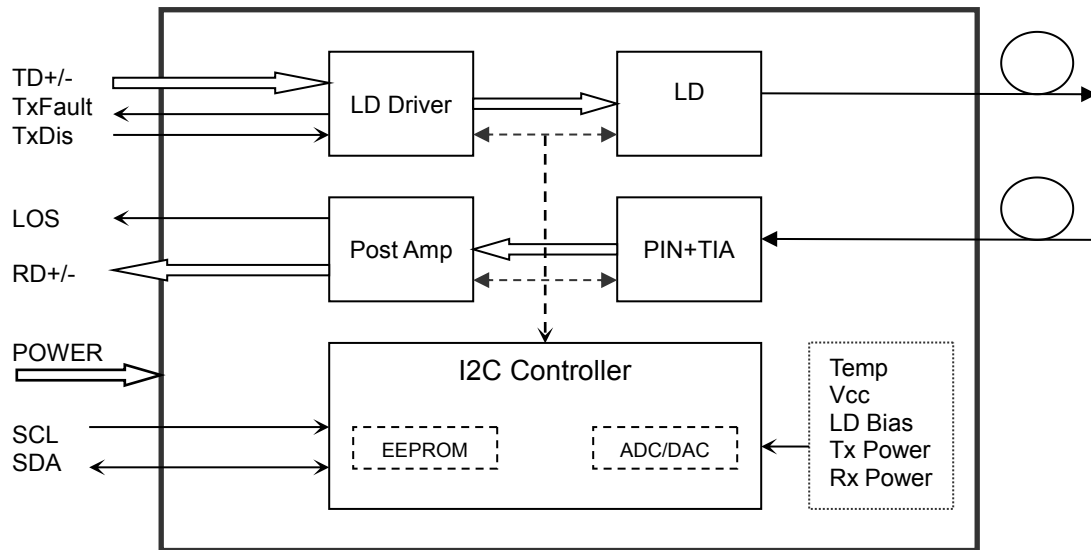 TD+/-
TxFault
TxDis
LD Driver
LD
LOS
RD+/-
Post Amp
PIN+TIA
POWER
SCL
SDA
I2C Controller
EEPROM
ADC/DAC
Temp
Vcc
LD Bias
Tx Power
Rx Power